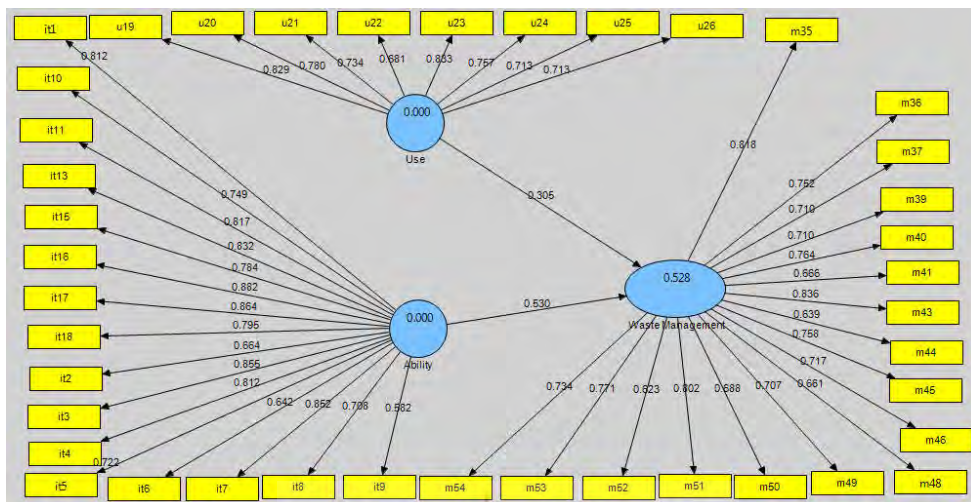 it1
u19
u20
u21
u22
u23
u24
u25
u26
m35
0.812
0.829
0.780
0.734
0.681
0.833
0.757
0.713
0.713
it10
it11
it13
it15
it16
it17
it18
it2
it3
it4
it5
0.000
Use
0.818
m36
m37
m39
m40
m41
m43
m44
m45
m46
m48
0.749
0.817
0.832
0.784
0.882
0.864
0.795
0.664
0.855
0.812
0.642
0.722
0.852
0.708
0.582
0.305
0.530
0.000
Ability
0.528
Waste Management
0.752
0.710
0.710
0.764
0.666
0.836
0.639
0.758
0.717
0.661
0.734
0.771
0.623
0.802
0.688
0.707
it6
it7
it8
it9
m54
m53
m52
m51
m50
m49